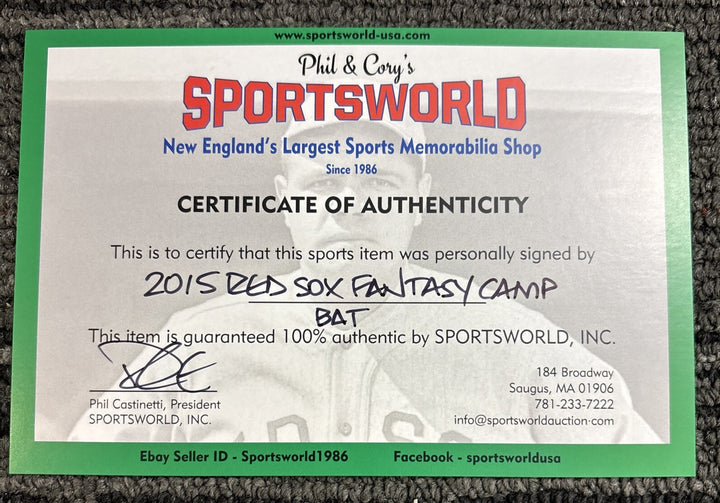 www.sportsworld-usa.com
Phil & Cory's
SPORTSWORLD
New England's Largest Sports Memorabilia Shop
Since 1986
CERTIFICATE OF AUTHENTICITY
This is to certify that this sports item was personally signed by
2015 RED SOX FANTASY CAMP
BAT
This item is guaranteed 100% authentic by SPORTSWORLD, INC.
184 Broadway
Saugus, MA 01906
781-233-7222
info@sportsworldauction.com
Phil Castinetti, President
SPORTSWORLD, INC.
Ebay Seller ID - Sportsworld1986 Facebook - sportsworldusa